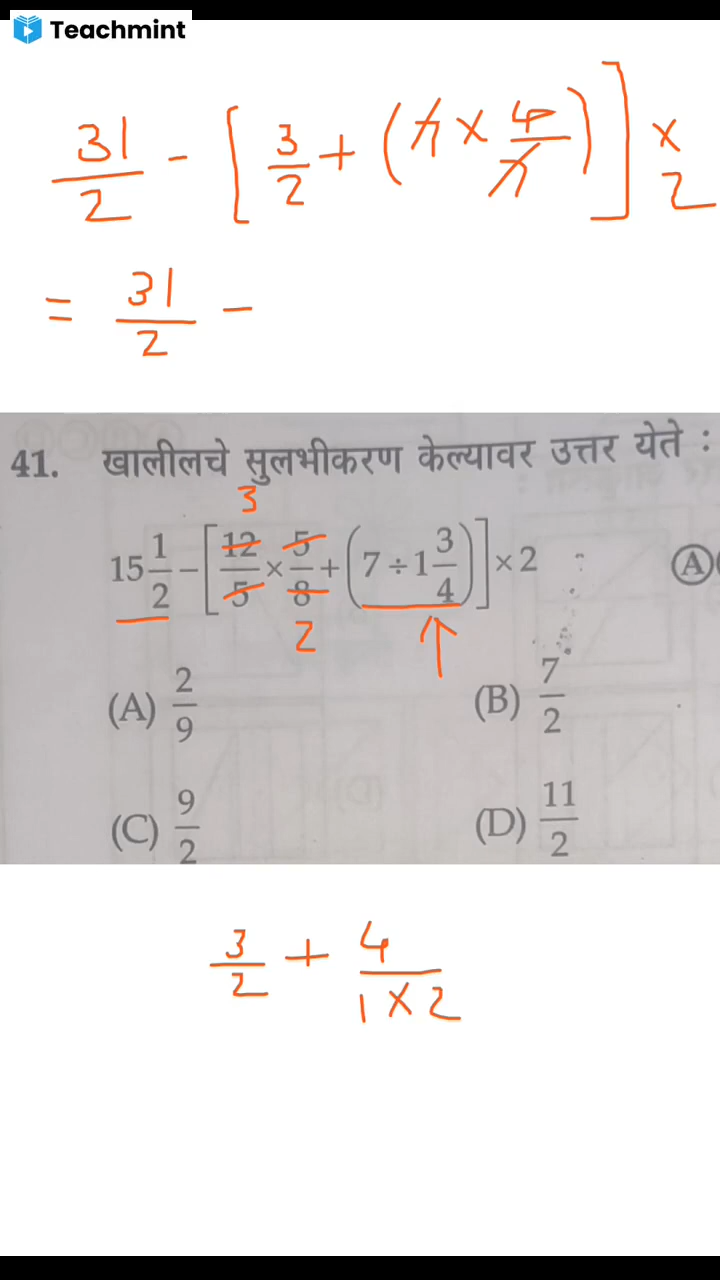 Teachmint
31/2 - [3/2 + (7 × 4/7)] × 2
= 31/2 -
41. खालीलचे सुलभीकरण केल्यावर उत्तर येते :
3
15 1/2 - [12/5 × 5/8 + (7 ÷ 1 3/4)] × 2 Ⓐ
2
(A) 2/9 (B) 7/2
(C) 9/2 (D) 11/2
3/2 + 4/1 × 2